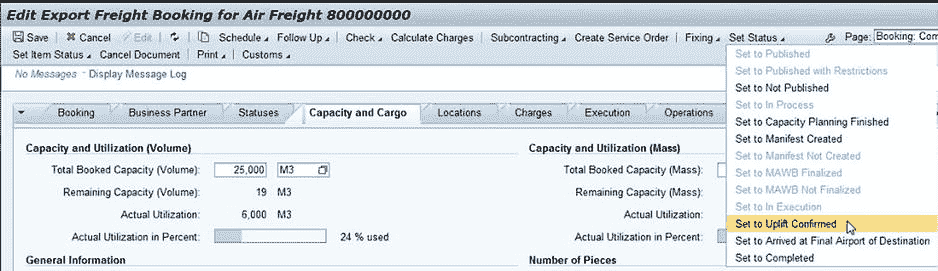 Edit Export Freight Booking for Air Freight 800000000
Save Cancel Edit Schedule Follow Up Check Calculate Charges Subcontracting Create Service Order Fixing Set Status Page: Booking: Com
Set Item Status Cancel Document Print Customs
No Messages - Display Message Log
Set to Published
Set to Published with Restrictions
Set to Not Published
Set to In Process
Set to Capacity Planning Finished
Set to Manifest Created
Set to Manifest Not Created
Set to MAWB Finalized
Set to MAWB Not Finalized
Set to In Execution
Set to Uplift Confirmed
Set to Arrived at Final Airport of Destination
Set to Completed
Booking Business Partner Statuses Capacity and Cargo Locations Charges Execution Operations
Capacity and Utilization (Volume)
Total Booked Capacity (Volume): 25,000 M3
Remaining Capacity (Volume): 19 M3
Actual Utilization: 6,000 M3
Actual Utilization in Percent: 24 % used
General Information
Capacity and Utilization (Mass)
Total Booked Capacity (Mass):
Remaining Capacity (Mass):
Actual Utilization:
Actual Utilization in Percent:
Number of Pieces